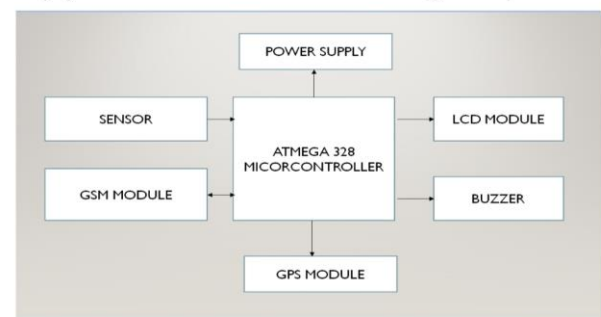 POWER SUPPLY
SENSOR
ATMEGA 328
MICORCONTROLLER
LCD MODULE
GSM MODULE
BUZZER
GPS MODULE